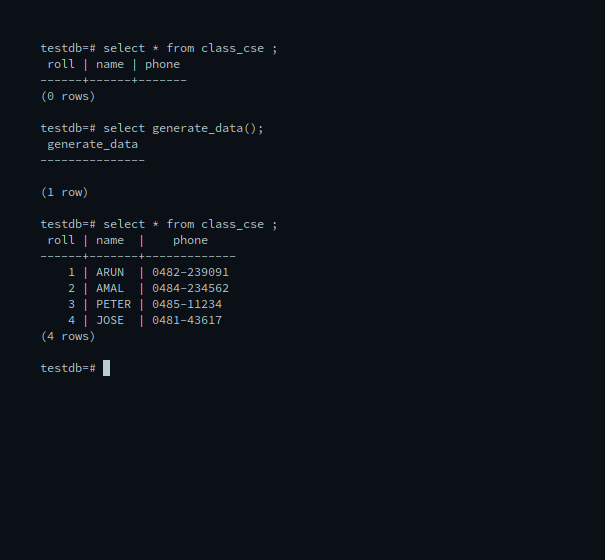 testdb=# select * from class_cse ;
 roll | name | phone
------+------+-------
(0 rows)
testdb=# select generate_data();
 generate_data
---------------
(1 row)
testdb=# select * from class_cse ;
 roll | name  |    phone
------+-------+-------------
    1 | ARUN  | 0482-239091
    2 | AMAL  | 0484-234562
    3 | PETER | 0485-11234
    4 | JOSE  | 0481-43617
(4 rows)
testdb=#